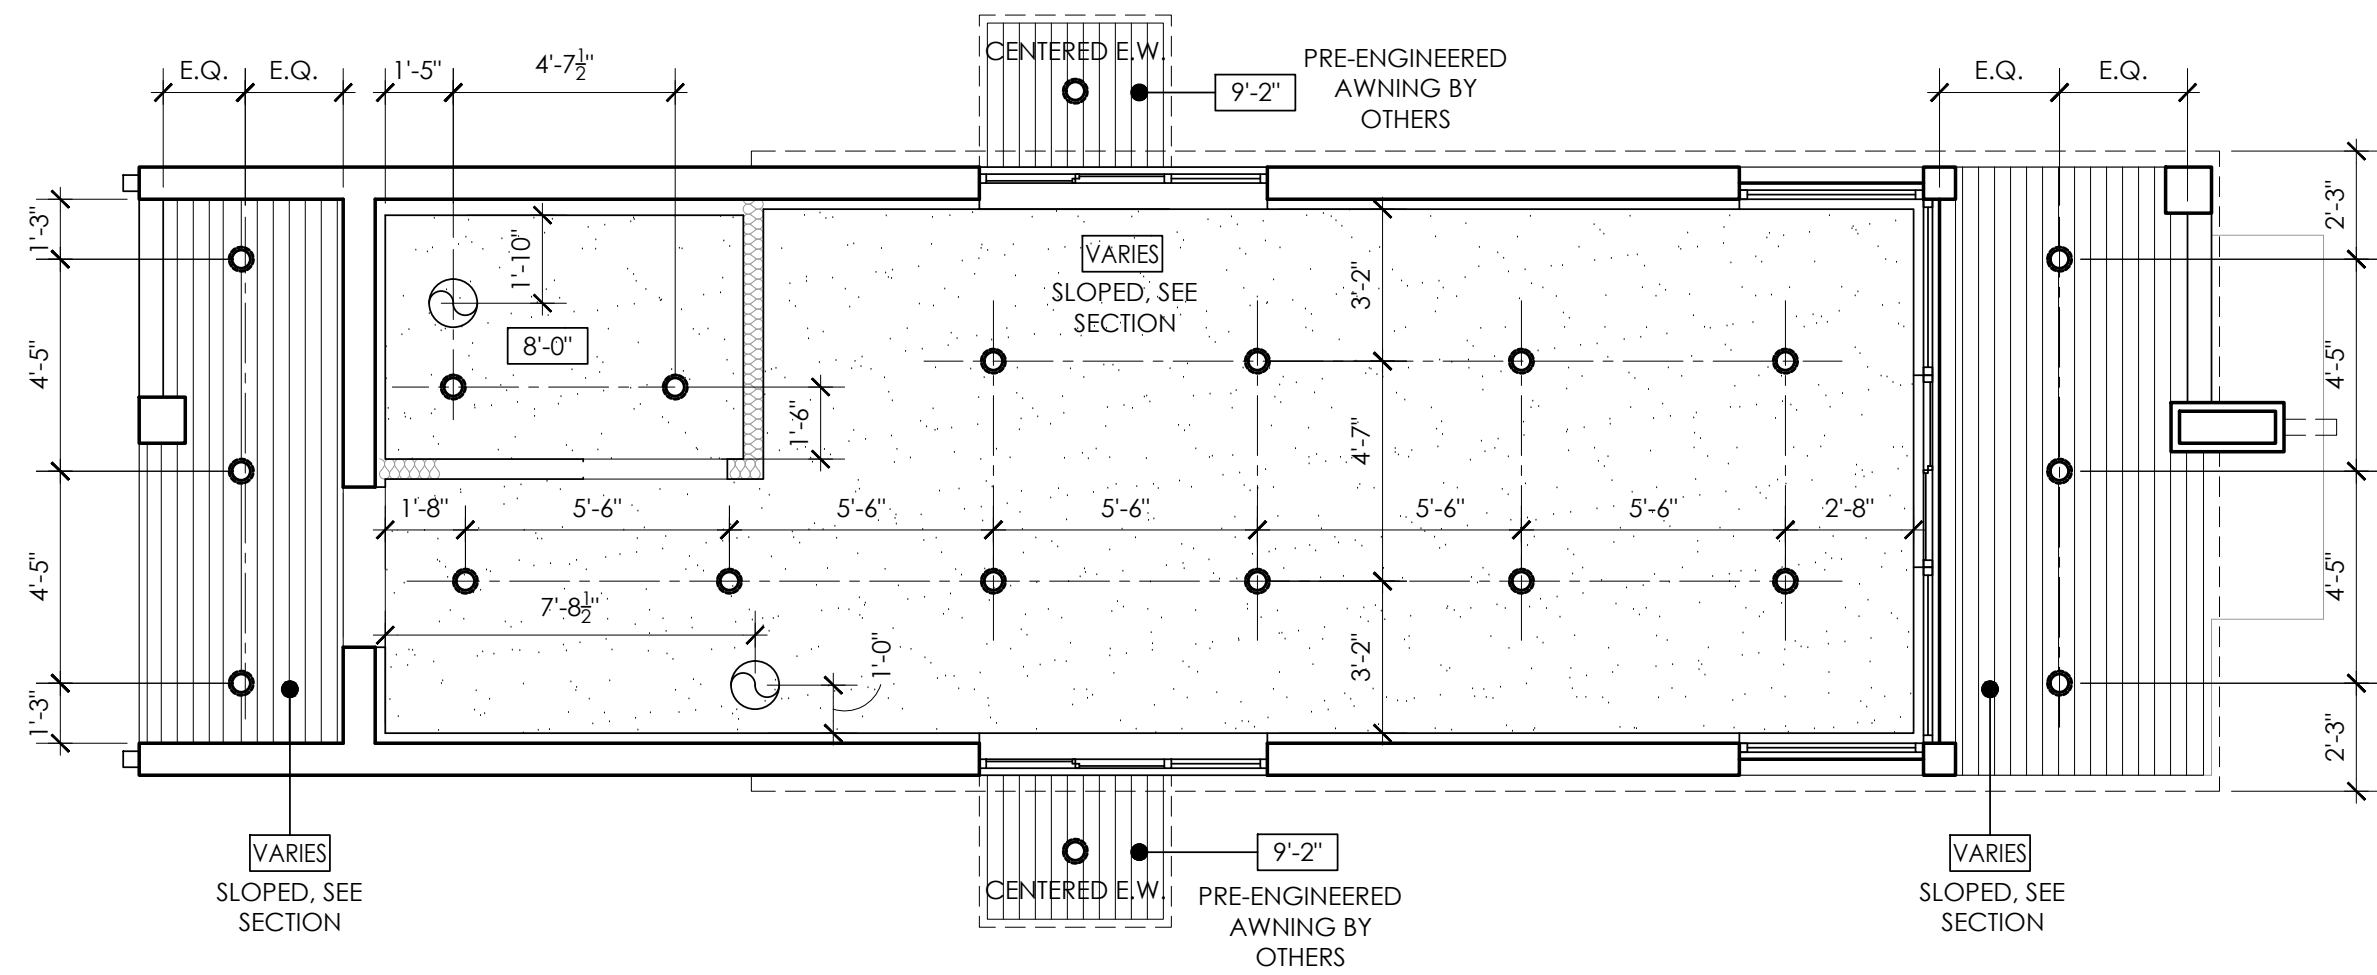 CENTERED E.W.
PRE-ENGINEERED
AWNING BY
OTHERS
9'-2"
E.Q.
E.Q.
1'-5"
4'-7½"
E.Q.
E.Q.
1'-3"
4'-5"
4'-5"
1'-3"
1'-10"
8'-0"
1'-6"
VARIES
SLOPED, SEE
SECTION
3'-2"
4'-7"
3'-2"
2'-3"
4'-5"
4'-5"
2'-3"
1'-8"
5'-6"
5'-6"
5'-6"
5'-6"
5'-6"
2'-8"
7'-8½"
1'-0"
VARIES
SLOPED, SEE
SECTION
CENTERED E.W.
9'-2"
PRE-ENGINEERED
AWNING BY
OTHERS
VARIES
SLOPED, SEE
SECTION